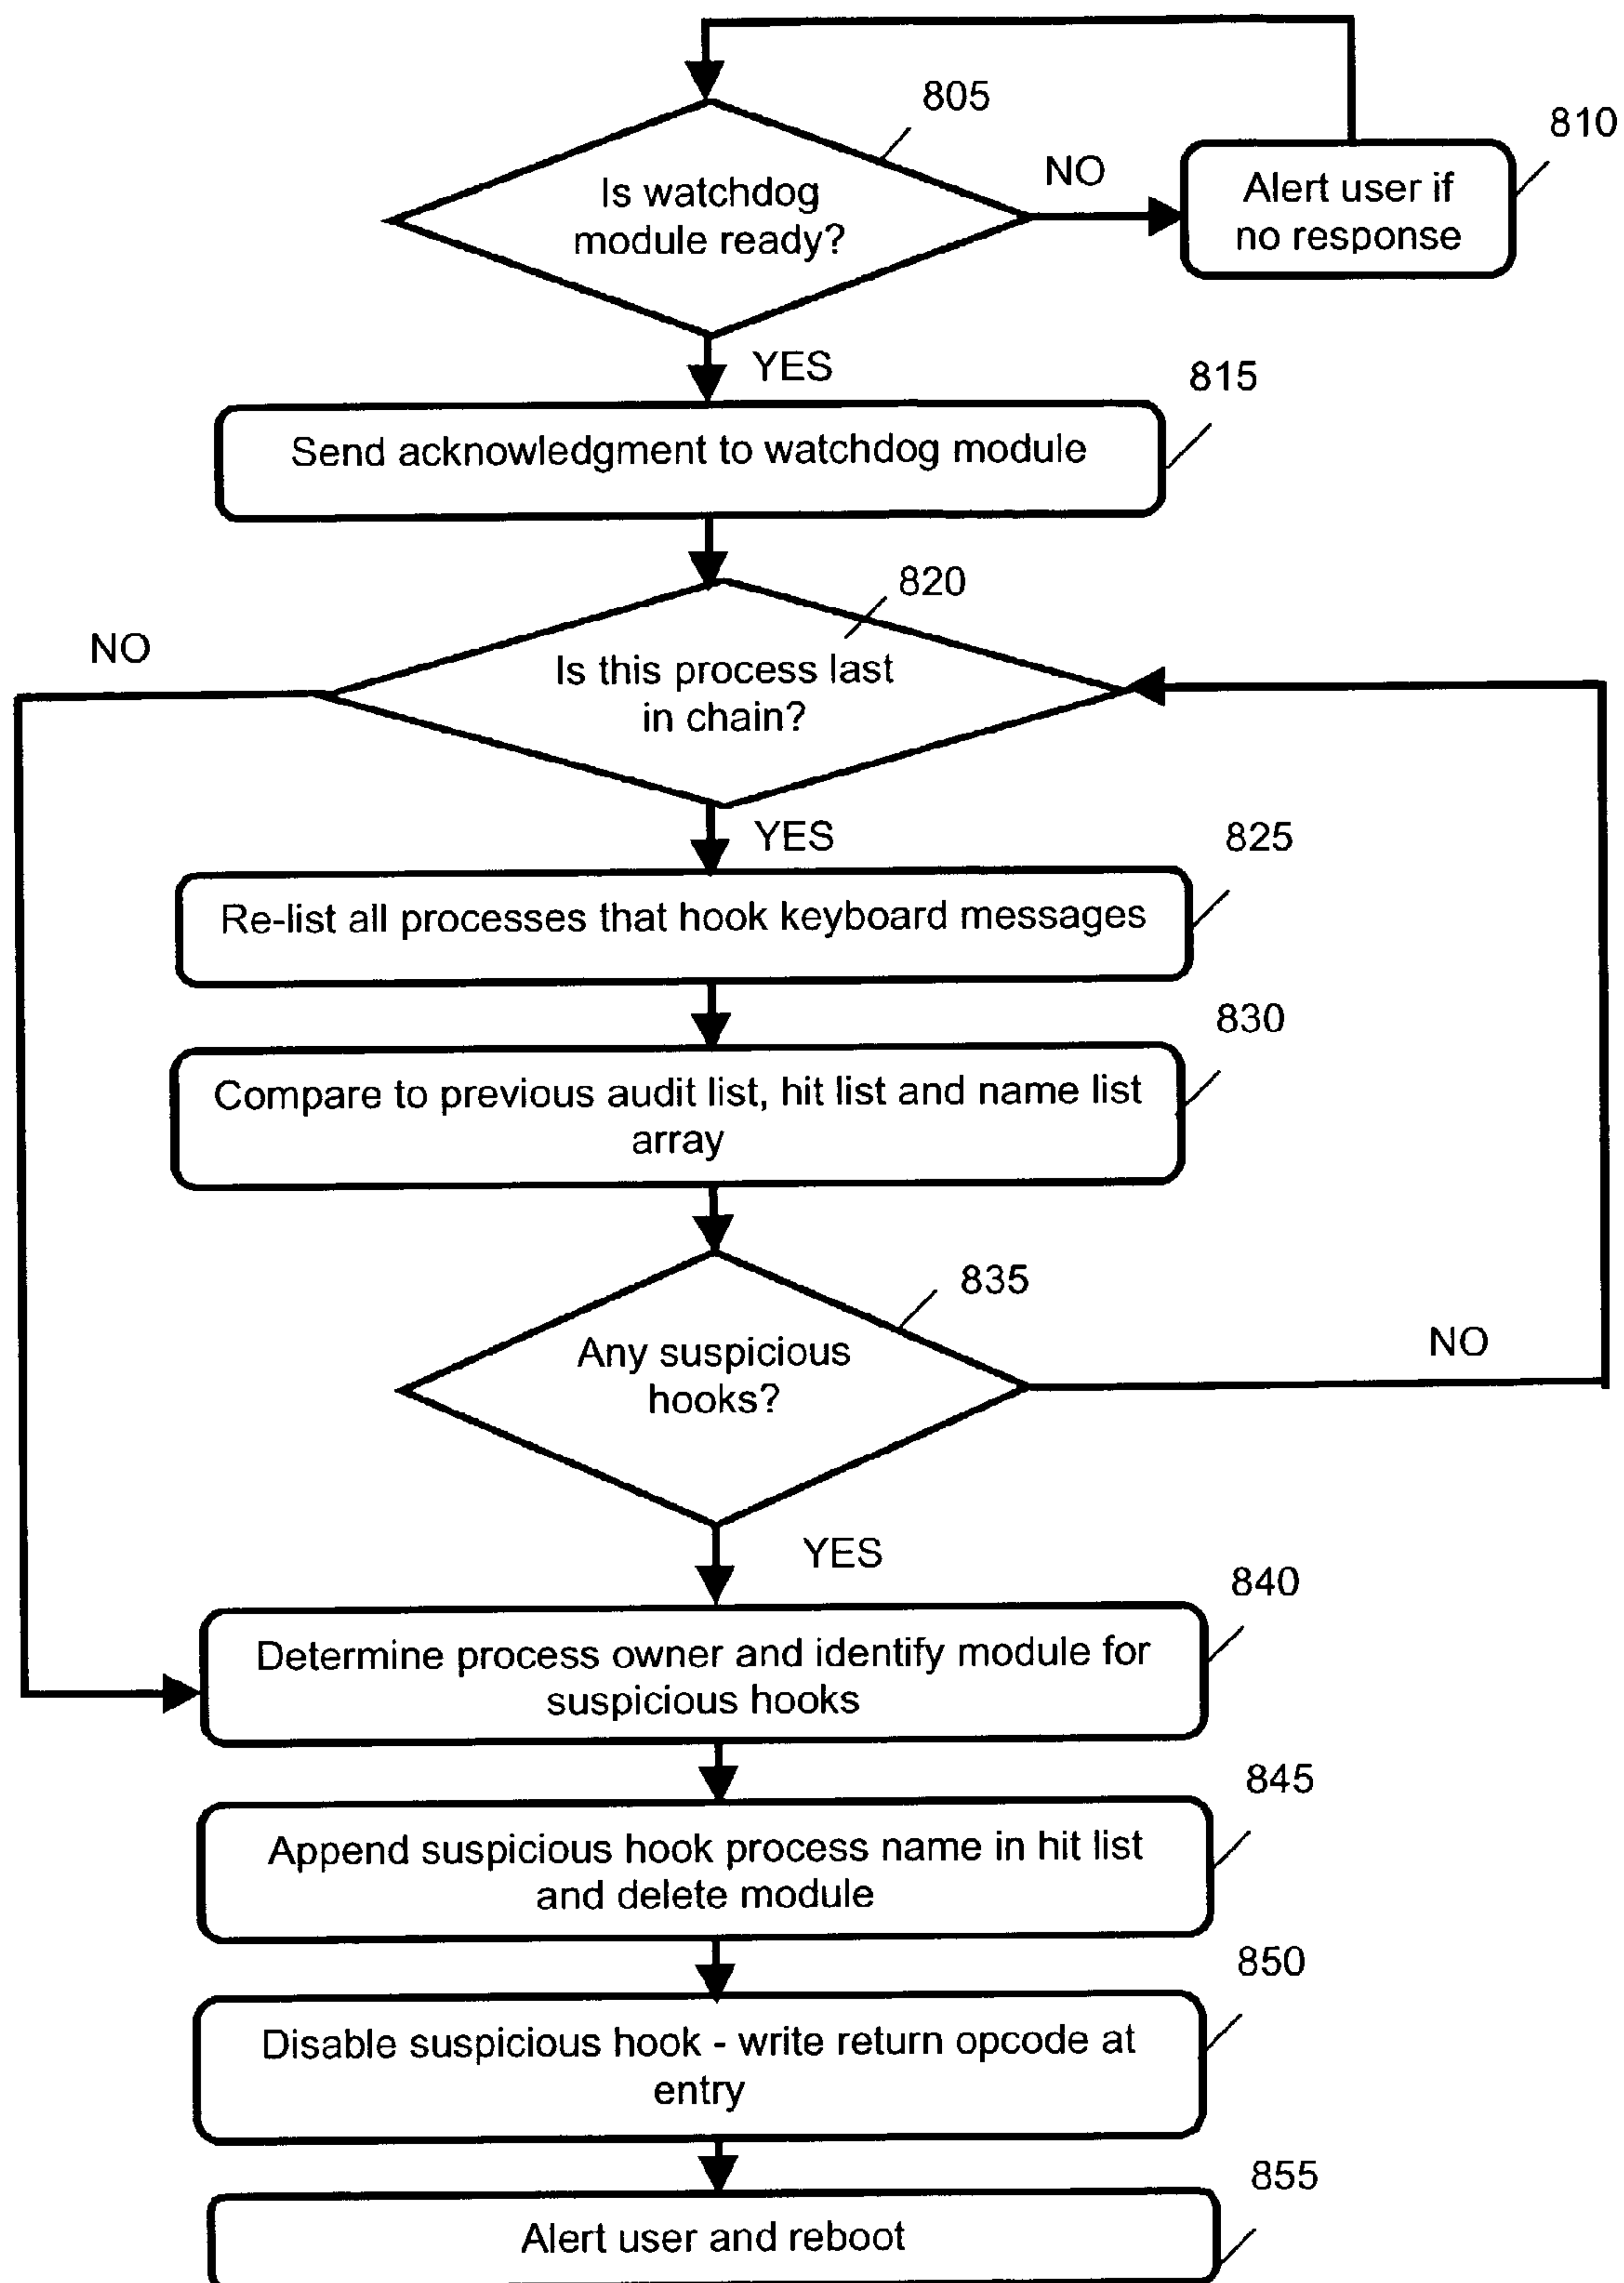 805
810
Is watchdog
module ready?
NO
Alert user if
no response
YES
815
Send acknowledgment to watchdog module
820
NO
Is this process last
in chain?
YES
825
Re-list all processes that hook keyboard messages
830
Compare to previous audit list, hit list and name list
array
835
Any suspicious
hooks?
NO
YES
840
Determine process owner and identify module for
suspicious hooks
845
Append suspicious hook process name in hit list
and delete module
850
Disable suspicious hook - write return opcode at
entry
855
Alert user and reboot